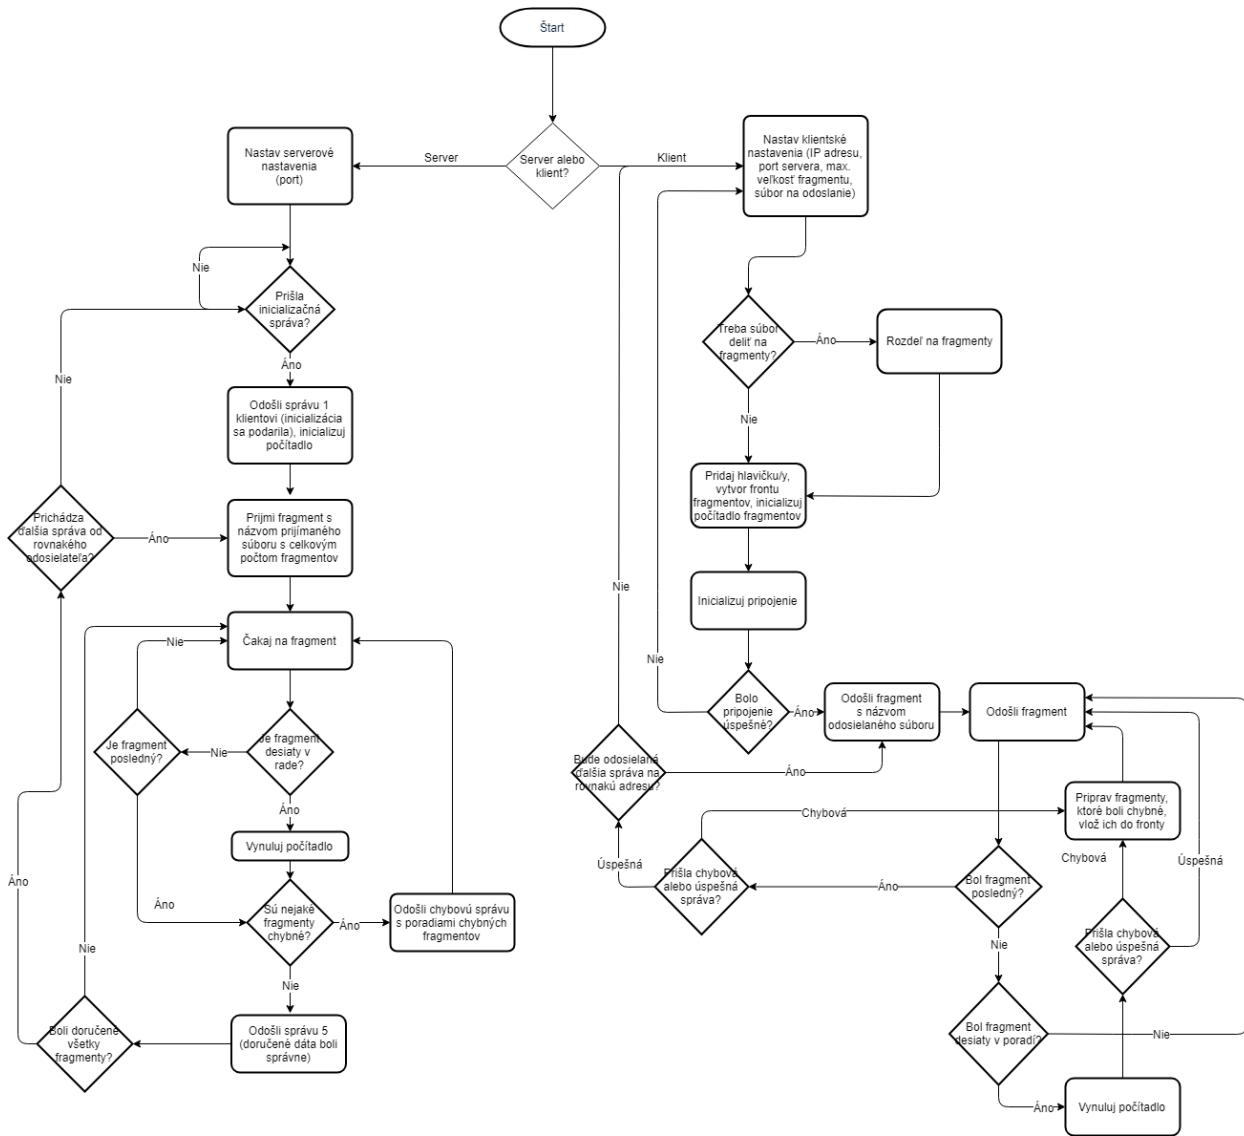 Štart
Server alebo
klient?
Server
Klient
Nastav serverové
nastavenia
(port)
Nie
Prišla
inicializačná
správa?
Áno
Odošli správu 1
klientovi (inicializácia
sa podarila), inicializuj
počítadlo
Nie
Prichádza
ďalšia správa od
rovnakého
odosielateľa?
Áno
Prijmi fragment s
názvom prijímaného
súboru s celkovým
počtom fragmentov
Čakaj na fragment
Nie
Je fragment
posledný?
Nie
Je fragment
desiaty v
rade?
Áno
Vynuluj počítadlo
Áno
Áno
Sú nejaké
fragmenty
chybné?
Áno
Odošli chybovú správu
s poradiami chybných
fragmentov
Nie
Nie
Boli doručené
všetky
fragmenty?
Odošli správu 5
(doručené dáta boli
správne)
Nastav klientské
nastavenia (IP adresu,
port servera, max.
veľkosť fragmentu,
súbor na odoslanie)
Treba súbor
deliť na
fragmenty?
Áno
Rozdeľ na fragmenty
Nie
Pridaj hlavičku/y,
vytvor frontu
fragmentov, inicializuj
počítadlo fragmentov
Inicializuj pripojenie
Nie
Nie
Bolo
pripojenie
úspešné?
Áno
Odošli fragment
s názvom
odosielaného súboru
Odošli fragment
Bude odosielaná
ďalšia správa na
rovnakú adresu?
Áno
Chybová
Priprav fragmenty,
ktoré boli chybné,
vlož ich do fronty
Úspešná
Prišla chybová
alebo úspešná
správa?
Áno
Bol fragment
posledný?
Chybová
Úspešná
Prišla chybová
alebo úspešná
správa?
Nie
Bol fragment
desiaty v poradí?
Nie
Áno
Vynuluj počítadlo